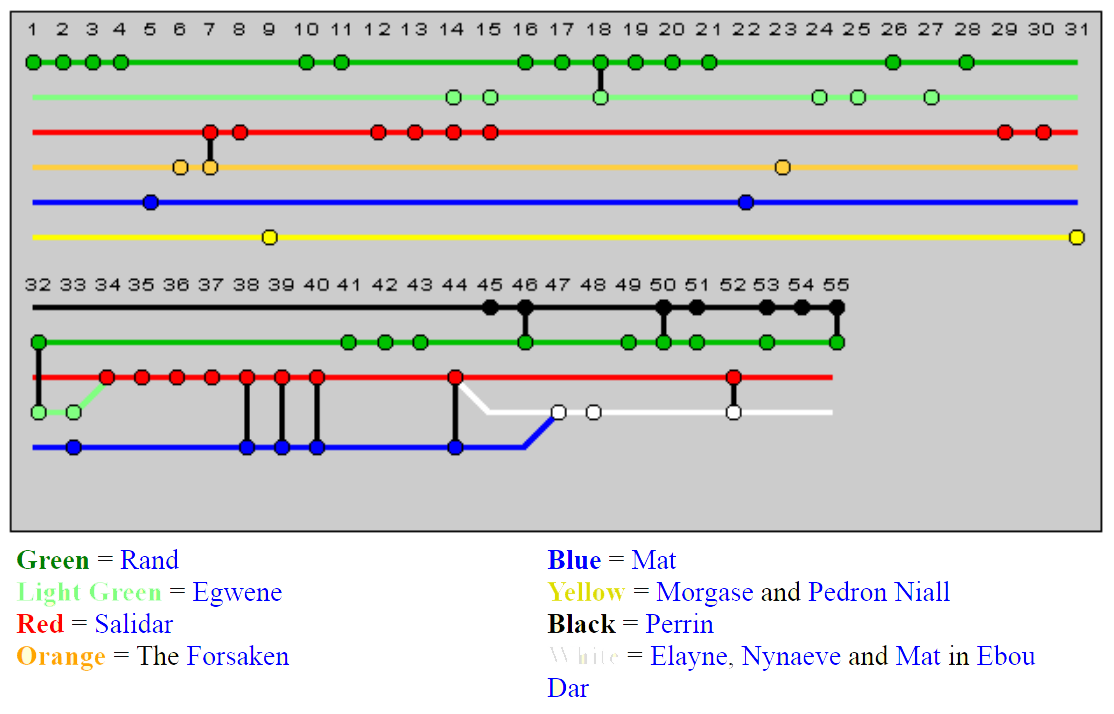 1 2 3 4 5 6 7 8 9 10 11 12 13 14 15 16 17 18 19 20 21 22 23 24 25 26 27 28 29 30 31
32 33 34 35 36 37 38 39 40 41 42 43 44 45 46 47 48 49 50 51 52 53 54 55
Green = Rand
Light Green = Egwene
Red = Salidar
Orange = The Forsaken
Blue = Mat
Yellow = Morgase and Pedron Niall
Black = Perrin
White = Elayne, Nynaeve and Mat in Ebou
Dar